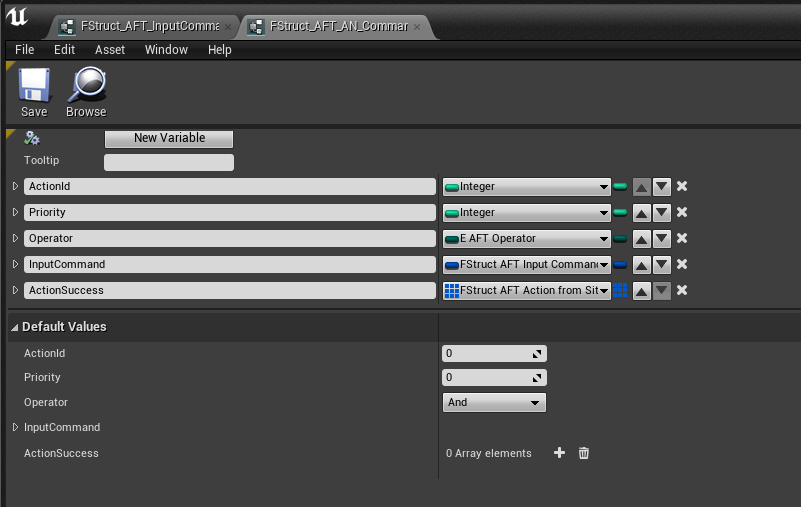 FStruct_AFT_InputComma
FStruct_AFT_AN_Commar
File Edit Asset Window Help
Save Browse
New Variable
Tooltip
ActionId Integer
Priority Integer
Operator E AFT Operator
InputCommand FStruct AFT Input Command
ActionSuccess FStruct AFT Action from Sit
Default Values
ActionId 0
Priority 0
Operator And
InputCommand
ActionSuccess 0 Array elements